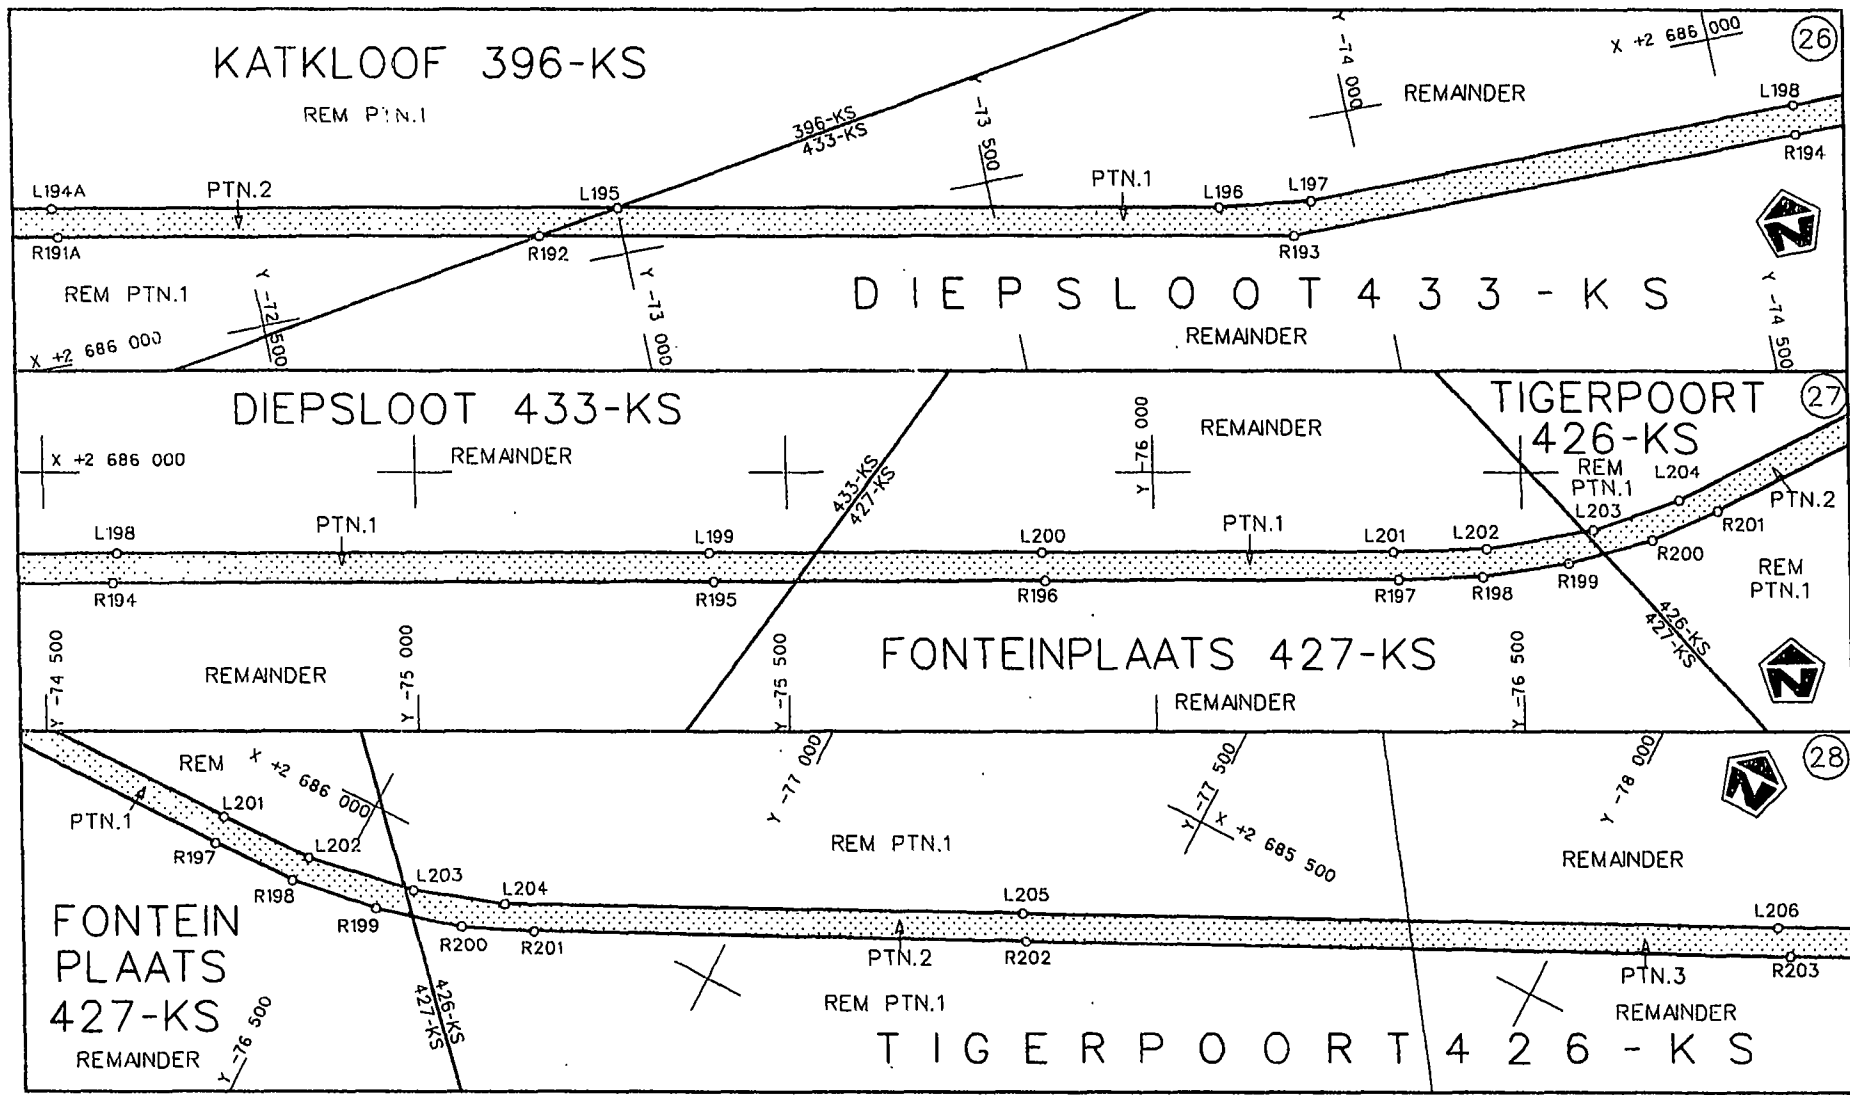 KATKLOOF 396-KS
REM PTN.1
396-KS
433-KS
Y -73 500
Y -74 000
REMAINDER
X +2 686 000
26
L198
R194
L194A
PTN.2
L195
PTN.1
L196
L197
R191A
R192
R193
REM PTN.1
X +2 686 000
Y -72 500
Y -73 000
DIEPSLOOT 433-KS
REMAINDER
Y -74 500
N
DIEPSLOOT 433-KS
X +2 686 000
REMAINDER
433-KS
427-KS
Y -76 000
REMAINDER
TIGERPOORT
426-KS
27
REM
PTN.1
L204
PTN.2
L198
PTN.1
L199
L200
PTN.1
L201
L202
L203
R201
R200
R194
R195
R196
R197
R198
R199
REM
PTN.1
426-KS
427-KS
Y -74 500
REMAINDER
Y -75 000
Y -75 500
FONTEINPLAATS 427-KS
REMAINDER
Y -76 500
N
REM
X +2 686 000
Y -77 000
Y -77 500
X +2 685 500
Y -78 000
28
N
PTN.1
L201
R197
L202
R198
L203
R199
L204
R200
R201
REM PTN.1
L205
PTN.2
R202
REMAINDER
L206
PTN.3
R203
FONTEIN
PLAATS
427-KS
REMAINDER
Y -76 500
426-KS
427-KS
REM PTN.1
REMAINDER
TIGERPOORT 426-KS